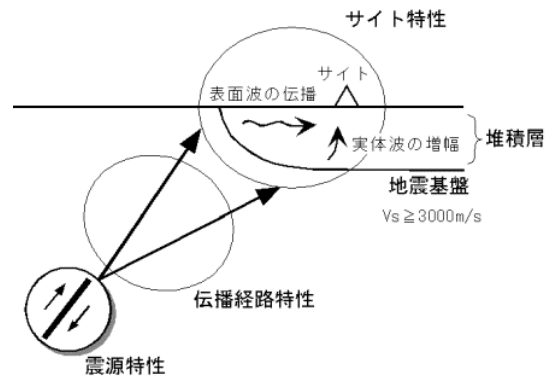 サイト特性
サイト
表面波の伝播
実体波の増幅
堆積層
地震基盤
Vs≧3000m/s
伝播経路特性
震源特性